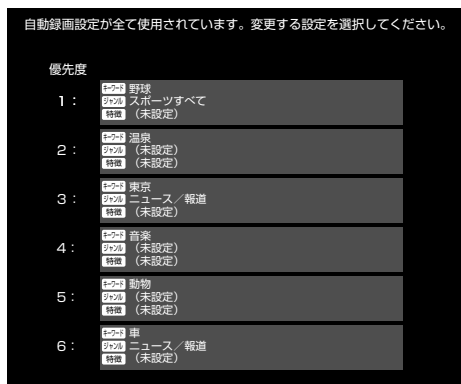 自動録画設定が全て使用されています。変更する設定を選択してください。
優先度
1： キーワード 野球
ジャンル スポーツすべて
特徴 （未設定）
2： キーワード 温泉
ジャンル （未設定）
特徴 （未設定）
3： キーワード 東京
ジャンル ニュース／報道
特徴 （未設定）
4： キーワード 音楽
ジャンル （未設定）
特徴 （未設定）
5： キーワード 動物
ジャンル （未設定）
特徴 （未設定）
6： キーワード 車
ジャンル ニュース／報道
特徴 （未設定）